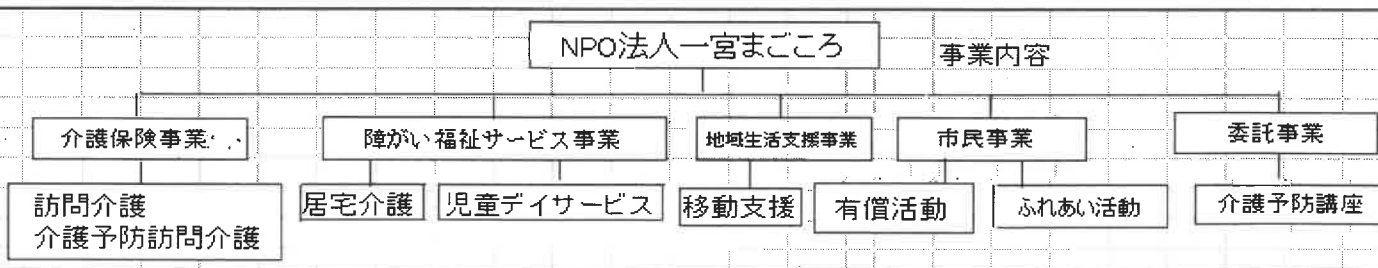 NPO法人一宮まごころ
事業内容
介護保険事業
障がい福祉サービス事業
地域生活支援事業
市民事業
委託事業
訪問介護
介護予防訪問介護
居宅介護
児童デイサービス
移動支援
有償活動
ふれあい活動
介護予防講座